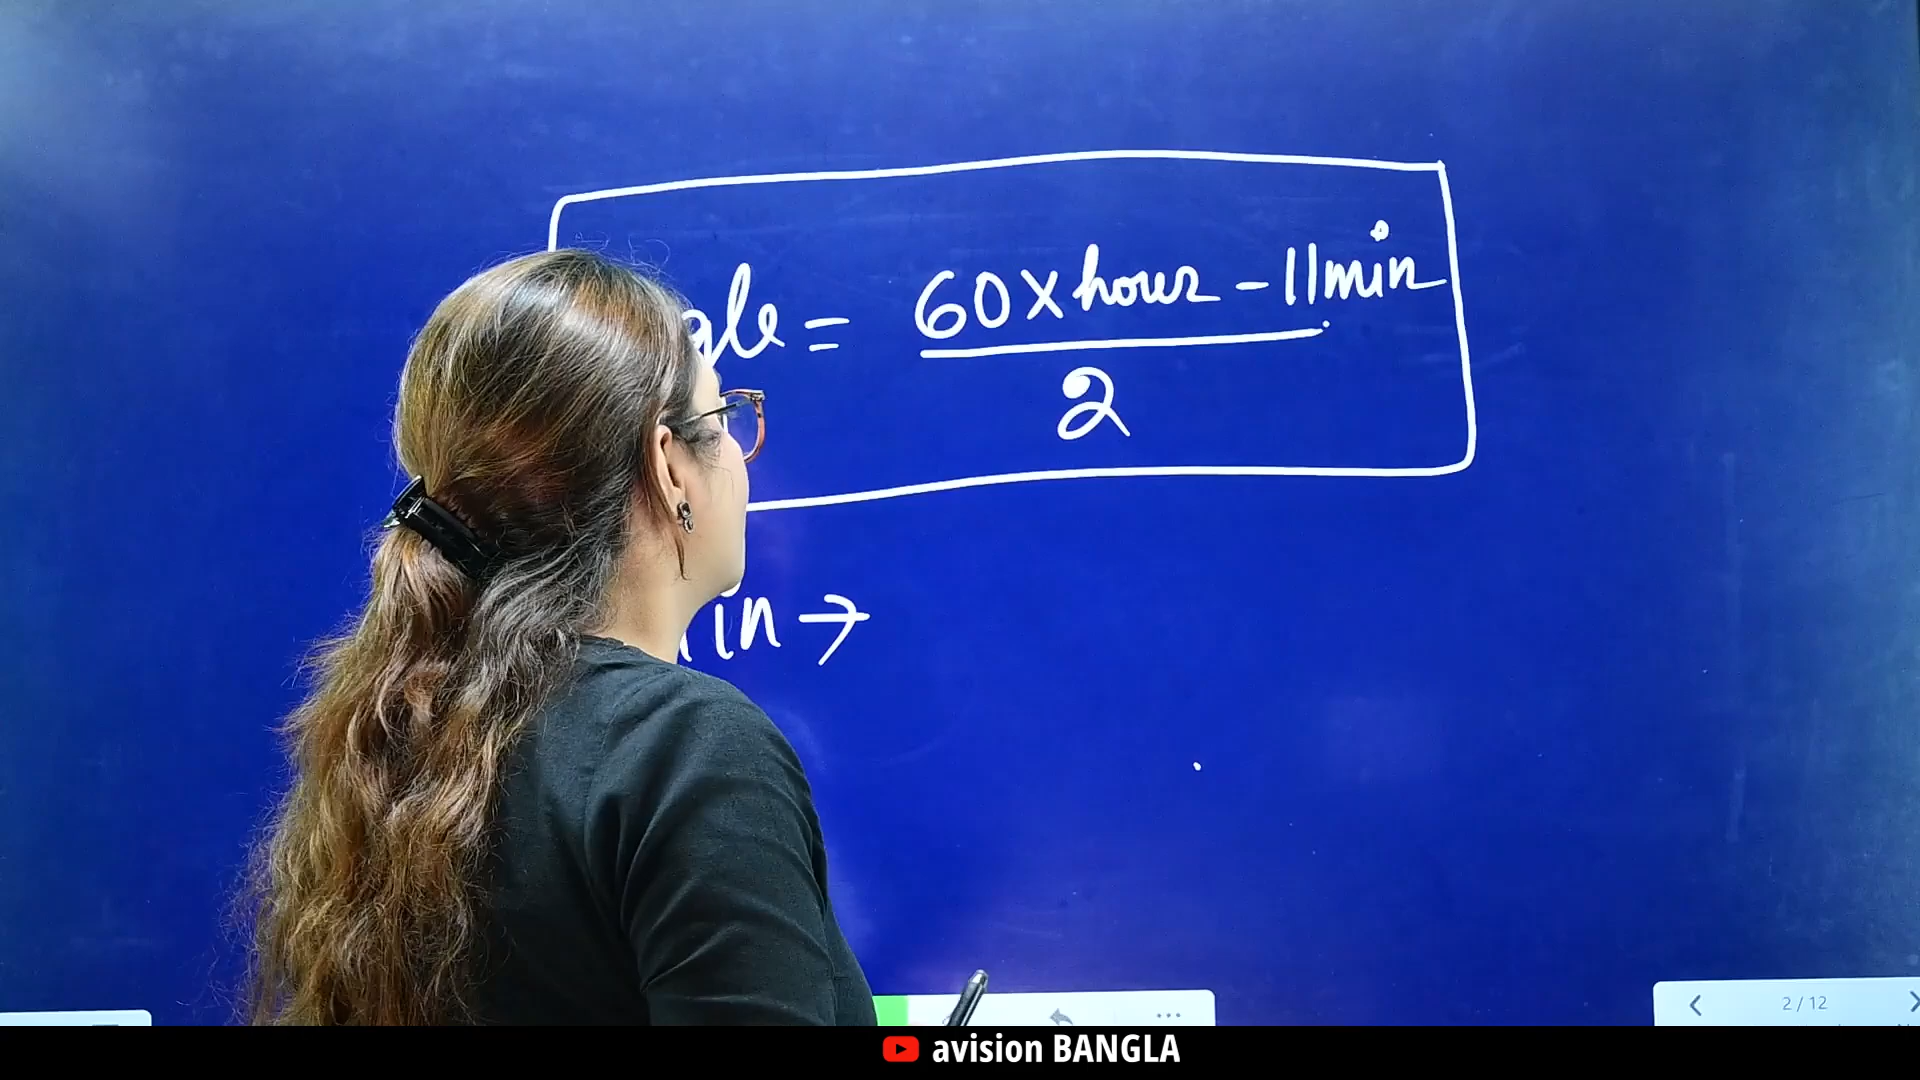 gle = 60 x hour - 11min
2
in →
2 / 12
avision BANGLA